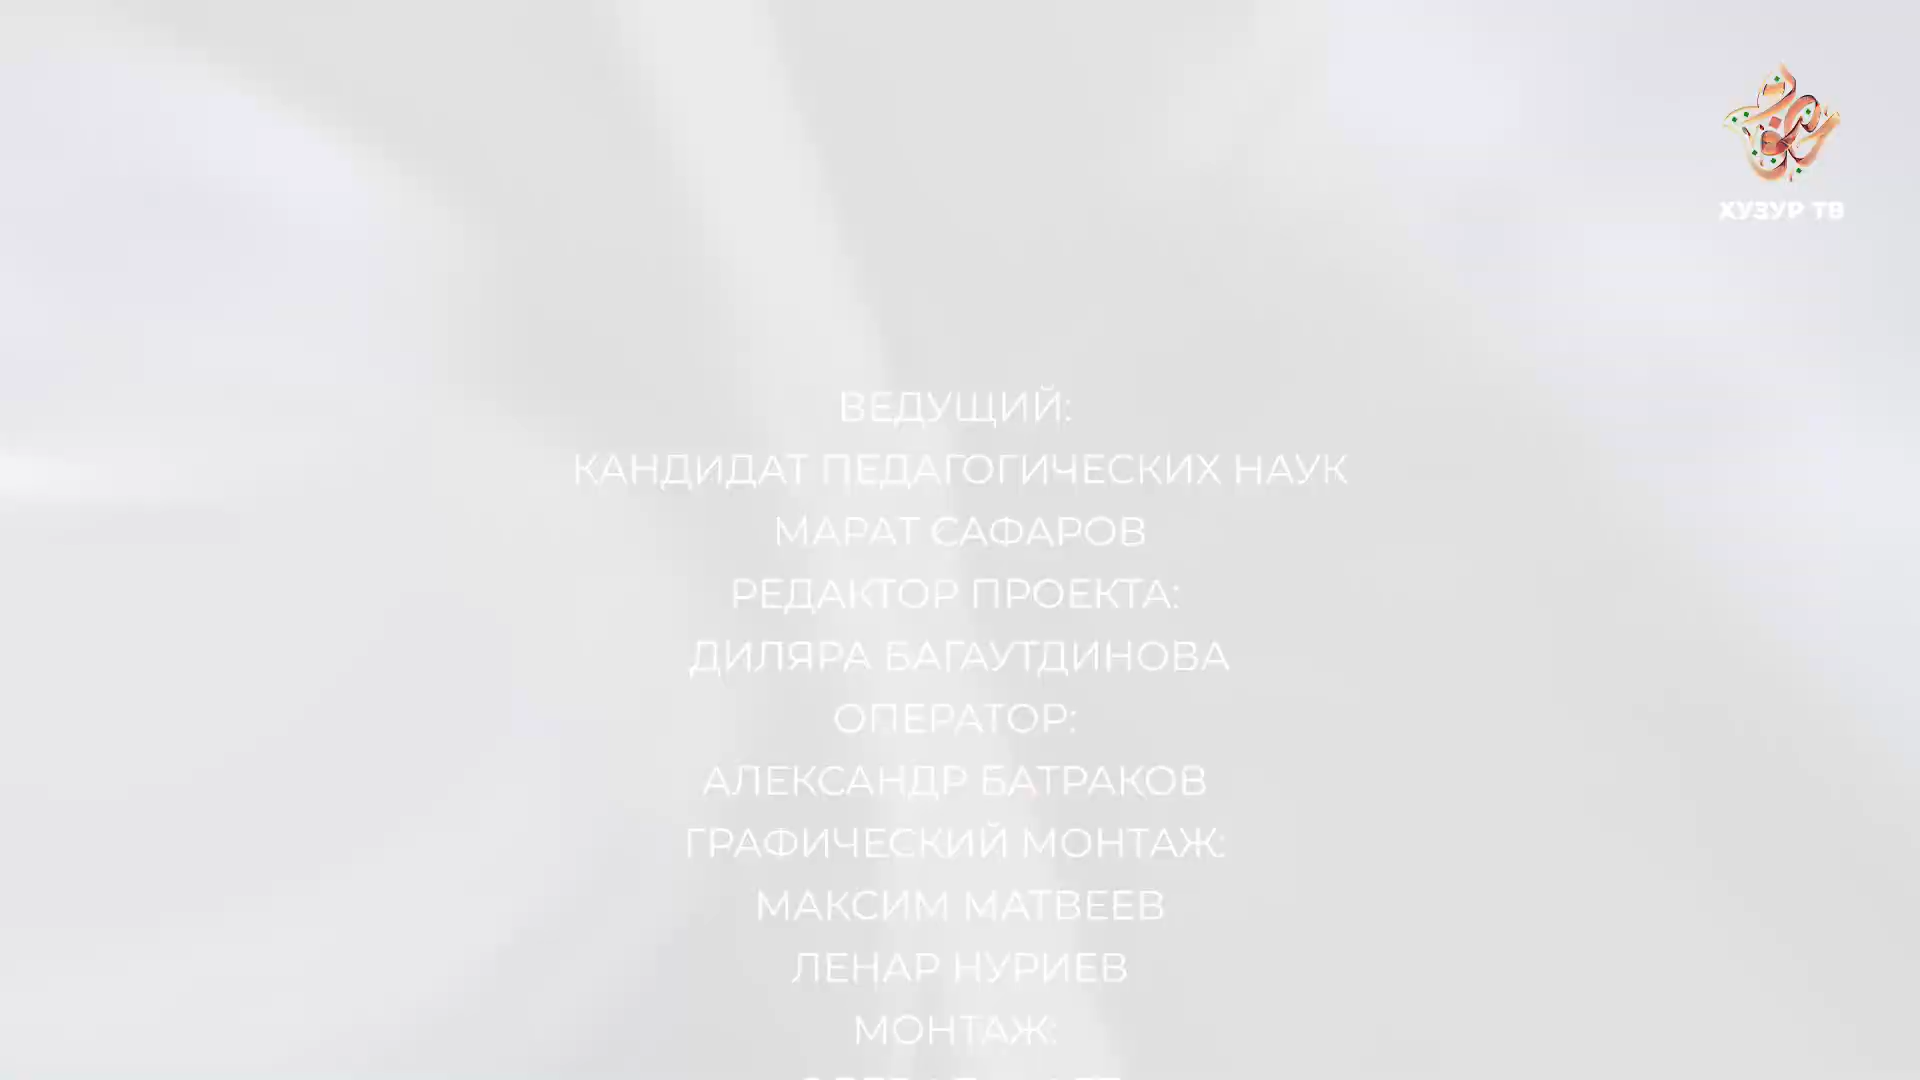 ХУЗУР ТВ
ВЕДУЩИЙ:
КАНДИДАТ ПЕДАГОГИЧЕСКИХ НАУК
МАРАТ САФАРОВ
РЕДАКТОР ПРОЕКТА:
ДИЛЯРА БАГАУТДИНОВА
ОПЕРАТОР:
АЛЕКСАНДР БАТРАКОВ
ГРАФИЧЕСКИЙ МОНТАЖ:
МАКСИМ МАТВЕЕВ
ЛЕНАР НУРИЕВ
МОНТАЖ: